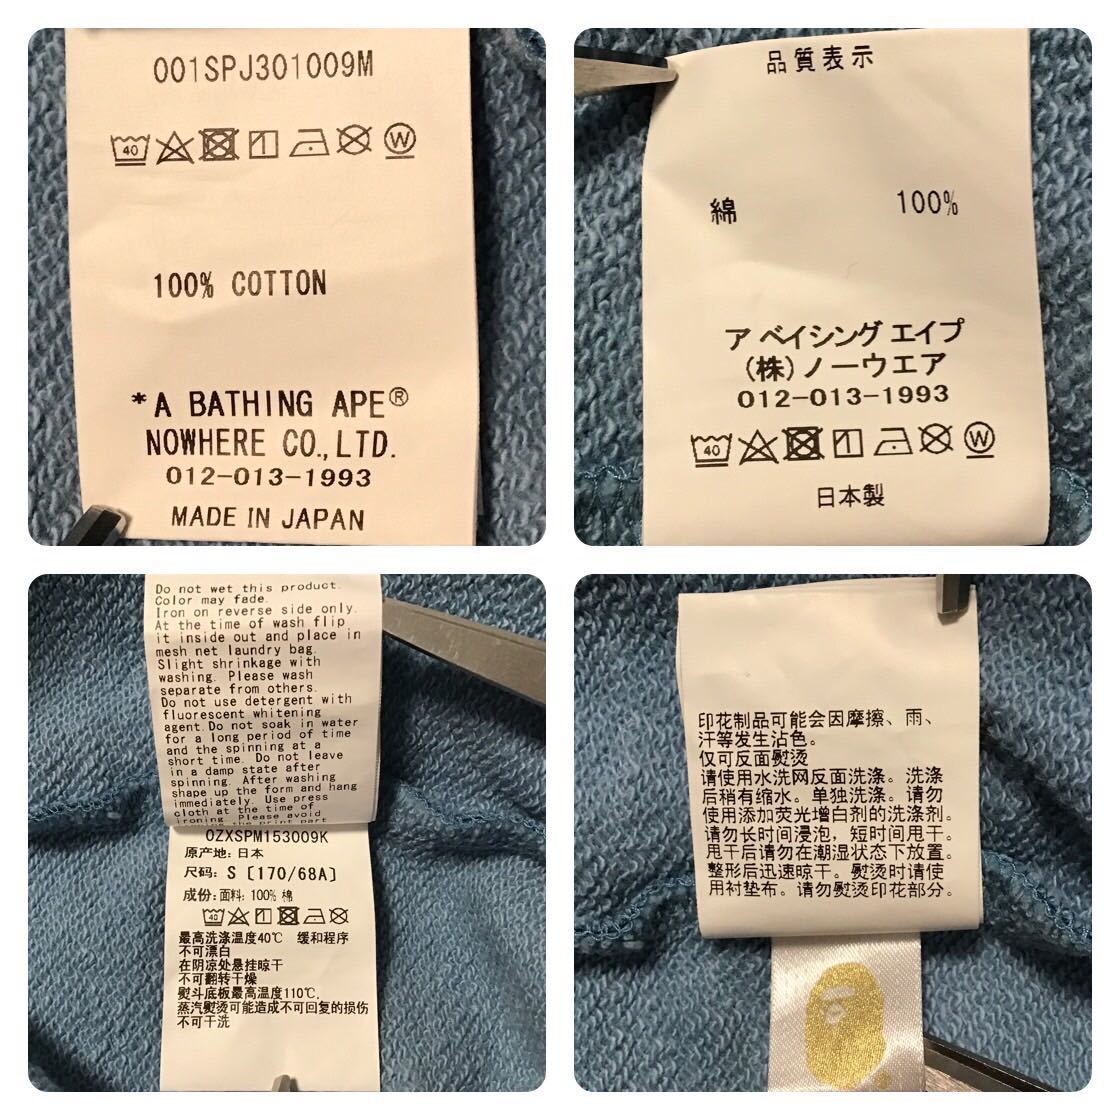 001SPJ301009M
40
W
100% COTTON
*A BATHING APE®
NOWHERE CO.,LTD.
012-013-1993
MADE IN JAPAN
品質表示
綿 100%
ア ベイシング エイプ
(株)ノーウエア
012-013-1993
40
W
日本製
Do not wet this product.
Color may fade.
Iron on reverse side only.
At the time of wash flip
it inside out and place in
mesh net laundry bag.
Slight shrinkage with
washing. Please wash
separate from others.
Do not use detergent with
fluorescent whitening
agent.Do not soak in water
for a long period of time
and the spinning at a
short time. Do not leave
in a damp state after
spinning. After washing
shape up the form and hang
immediately. Use press
cloth at the time of
ironing. Please avoid
ironing the print part
OZXSPM153009K
原产地: 日本
尺码: S [170/68A]
成份: 面料: 100% 棉
40
最高洗涤温度40℃ 缓和程序
不可漂白
在阴凉处悬挂晾干
不可翻转干燥
熨斗底板最高温度110℃.
蒸汽熨烫可能造成不可回复的损伤
不可干洗
印花制品可能会因摩擦、雨、
汗等发生沾色。
仅可反面熨烫
请使用水洗网反面洗涤。洗涤
后稍有缩水。单独洗涤。请勿
使用添加荧光增白剂的洗涤剂。
请勿长时间浸泡，短时间甩干。
甩干后请勿在潮湿状态下放置。
整形后迅速晾干。熨烫时请使
用衬垫布。请勿熨烫印花部分。
®